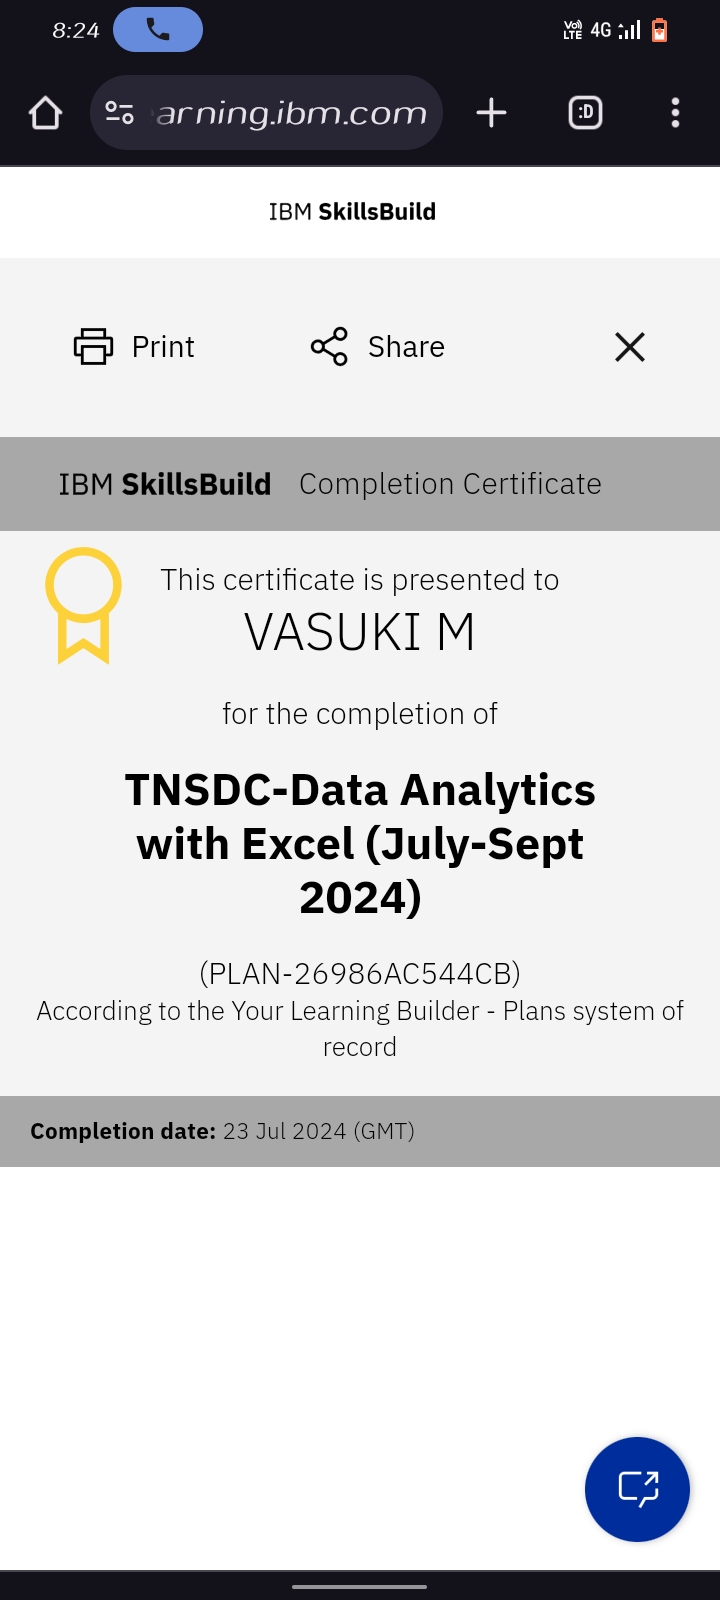 8:24
VoLTE 4G
arning.ibm.com
:D
IBM SkillsBuild
Print
Share
IBM SkillsBuild Completion Certificate
This certificate is presented to
VASUKI M
for the completion of
TNSDC-Data Analytics
with Excel (July-Sept
2024)
(PLAN-26986AC544CB)
According to the Your Learning Builder - Plans system of
record
Completion date: 23 Jul 2024 (GMT)